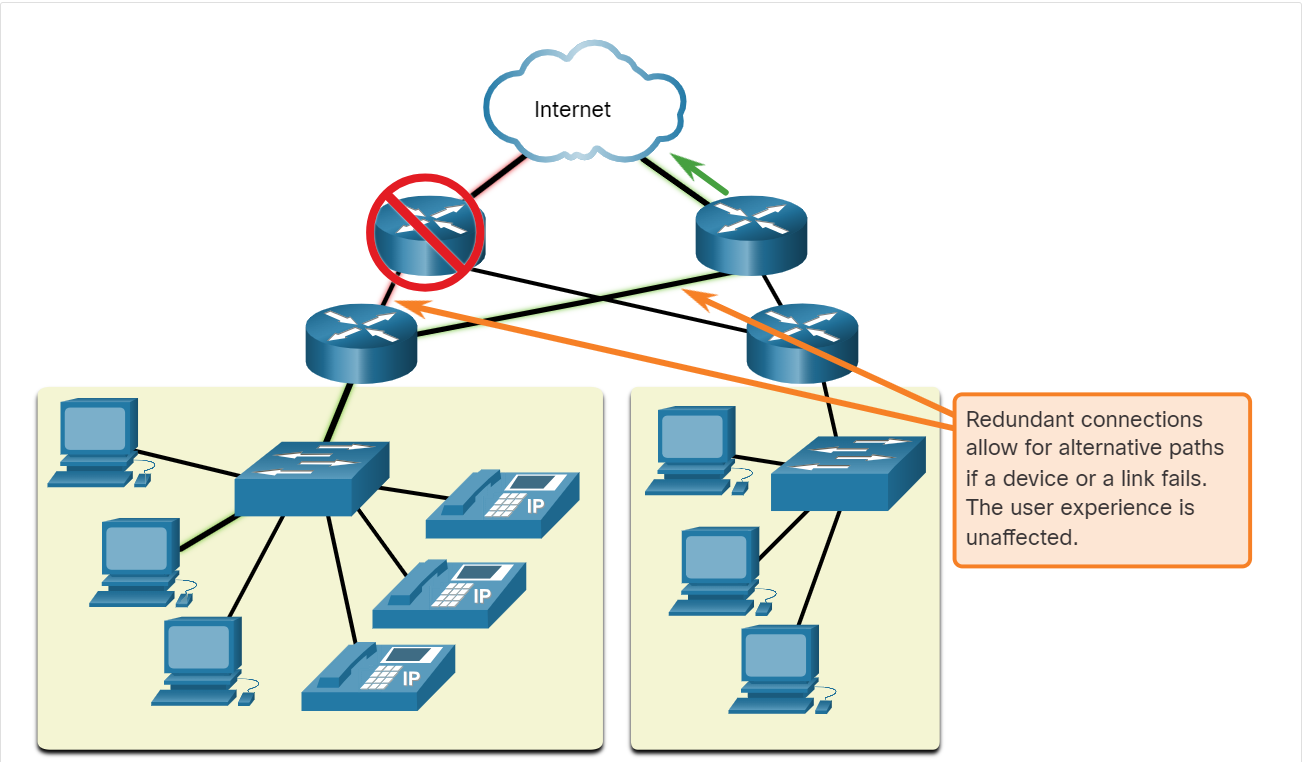 Internet
Redundant connections
allow for alternative paths
if a device or a link fails.
The user experience is
unaffected.
IP
IP
IP